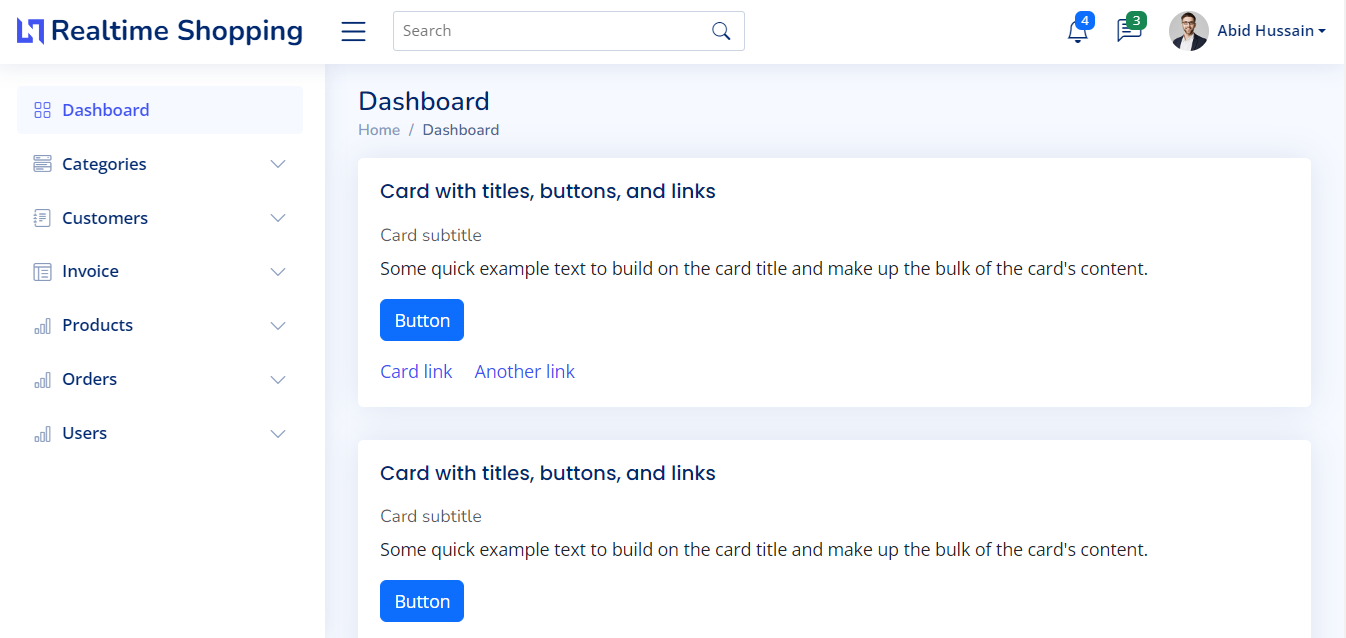 Realtime Shopping
Search
4
3
Abid Hussain
Dashboard
Categories
Customers
Invoice
Products
Orders
Users
Dashboard
Home / Dashboard
Card with titles, buttons, and links
Card subtitle
Some quick example text to build on the card title and make up the bulk of the card's content.
Button
Card link Another link
Card with titles, buttons, and links
Card subtitle
Some quick example text to build on the card title and make up the bulk of the card's content.
Button